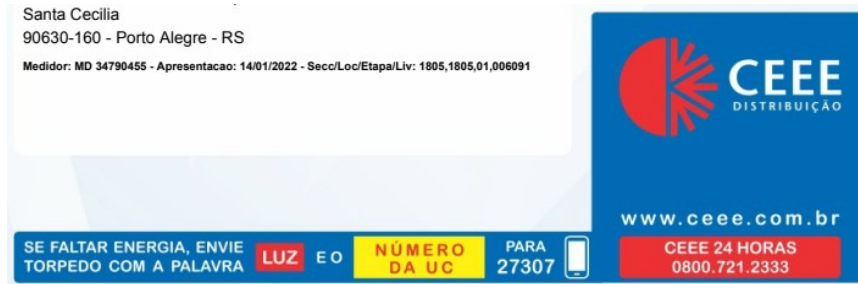 Santa Cecilia
90630-160 - Porto Alegre - RS
Medidor: MD 34790455 - Apresentacao: 14/01/2022 - Secc/Loc/Etapa/Liv: 1805,1805,01,006091
CEEE
DISTRIBUIÇÃO
www.ceee.com.br
CEEE 24 HORAS
0800.721.2333
SE FALTAR ENERGIA, ENVIE
TORPEDO COM A PALAVRA
LUZ
E O
NÚMERO
DA UC
PARA
27307